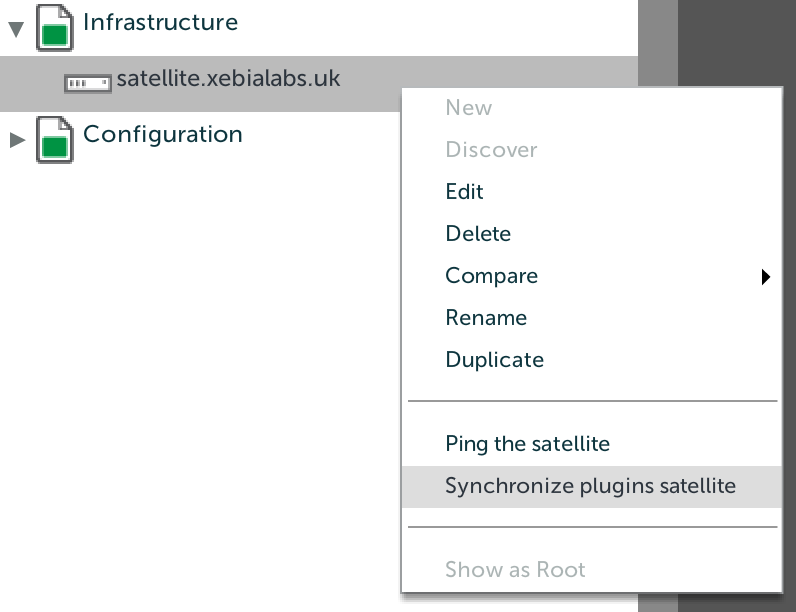 Infrastructure
satellite.xebialabs.uk
Configuration
New
Discover
Edit
Delete
Compare
Rename
Duplicate
Ping the satellite
Synchronize plugins satellite
Show as Root